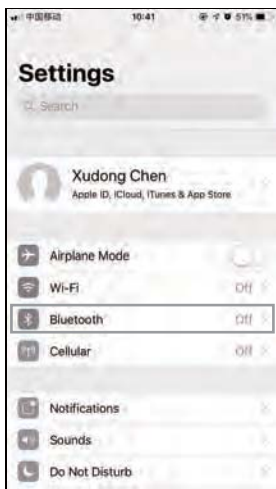 中国移动 10:41 51%
Settings
Search
Xudong Chen
Apple ID, iCloud, iTunes & App Store
Airplane Mode
Wi-Fi Off
Bluetooth Off
Cellular Off
Notifications
Sounds
Do Not Disturb